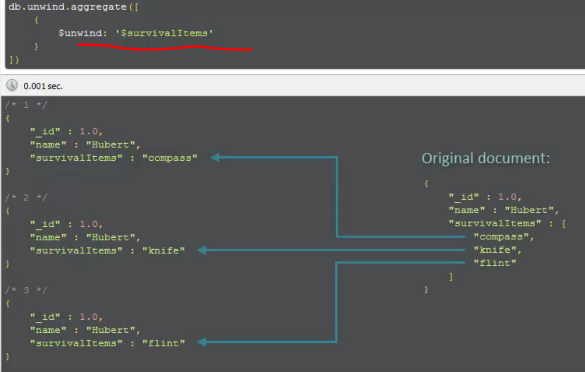 db.unwind.aggregate([
{
$unwind: '$survivalItems'
}
])
0.001 sec.
/* 1 */
{
"_id" : 1.0,
"name" : "Hubert",
"survivalItems" : "compass"
}
/* 2 */
{
"_id" : 1.0,
"name" : "Hubert",
"survivalItems" : "knife"
}
/* 3 */
{
"_id" : 1.0,
"name" : "Hubert",
"survivalItems" : "flint"
}
Original document:
{
"_id" : 1.0,
"name" : "Hubert",
"survivalItems" : [
"compass",
"knife",
"flint"
]
}